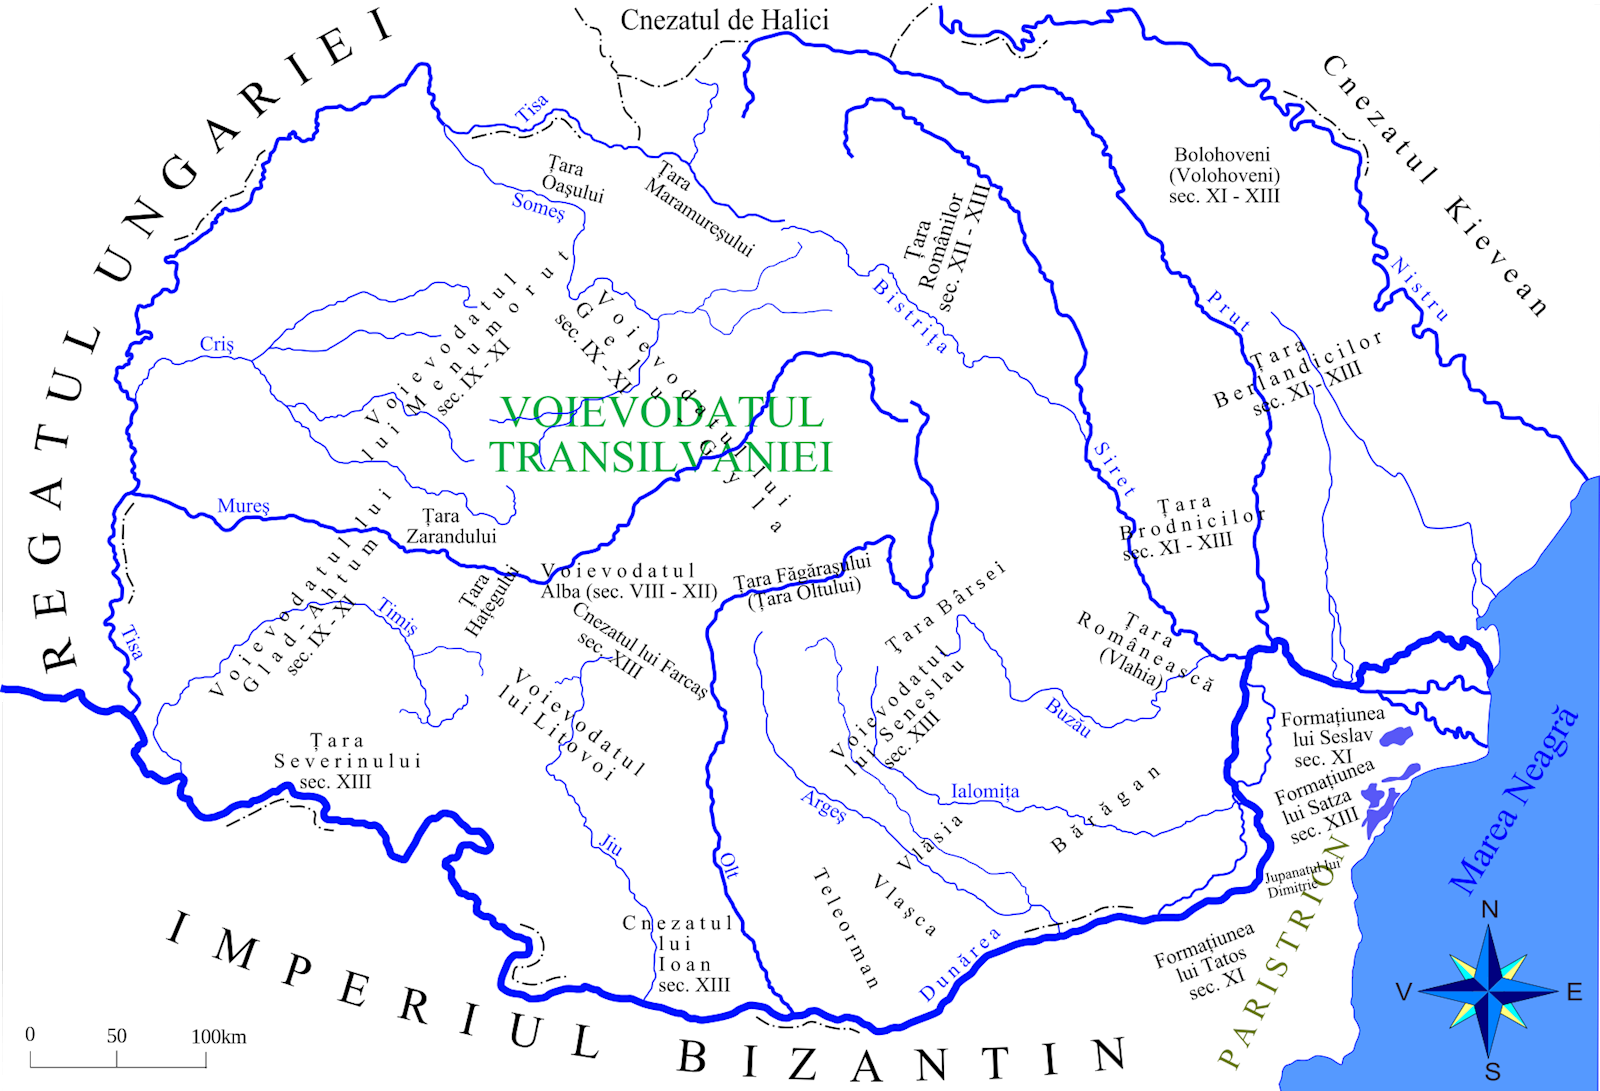 Cnezatul de Halici
REGATUL UNGARIEI
Cnezatul Kievean
Tisa
Țara
Oașului
Someș
Țara
Maramureșului
Bolohoveni
(Volohoveni)
sec. XI - XIII
Țara
Românilor
sec. XII - XIII
Nistru
Bistrița
Prut
Criș
Voievodatul
lui Menumorut
sec. IX - XI
Voievodatul
Gelu
sec. IX - XI
VOIEVODATUL
TRANSILVANIEI
Voievodatul lui
Gyla
Țara
Berlandicilor
sec. XI - XIII
Siret
Mureș
Țara
Zarandului
Țara
Brodnicilor
sec. XI - XIII
Voievodatul lui
Glad - Ahtum
sec. IX - XI
Timiș
Tisa
Țara
Hațegului
Voievodatul
Alba (sec. VIII - XII)
Țara Făgărașului
(Țara Oltului)
Țara Bârsei
Cnezatul lui Farcaș
sec. XIII
Țara
Românească
(Vlahia)
Voievodatul
lui Litovoi
Voievodatul
lui Seneslau
sec. XIII
Buzău
Țara
Severinului
sec. XIII
Formațiunea
lui Seslav
sec. XI
Formațiunea
lui Satza
sec. XIII
Jupanatul lui
Dimitrie
Marea Neagră
Ialomița
Argeș
Bărăgan
Vlăsia
Vlașca
Teleorman
Jiu
Olt
Cnezatul
lui
Ioan
sec. XIII
Dunărea
Formațiunea
lui Tatos
sec. XI
PARISTRION
IMPERIUL BIZANTIN
N
V
E
S
0 50 100km